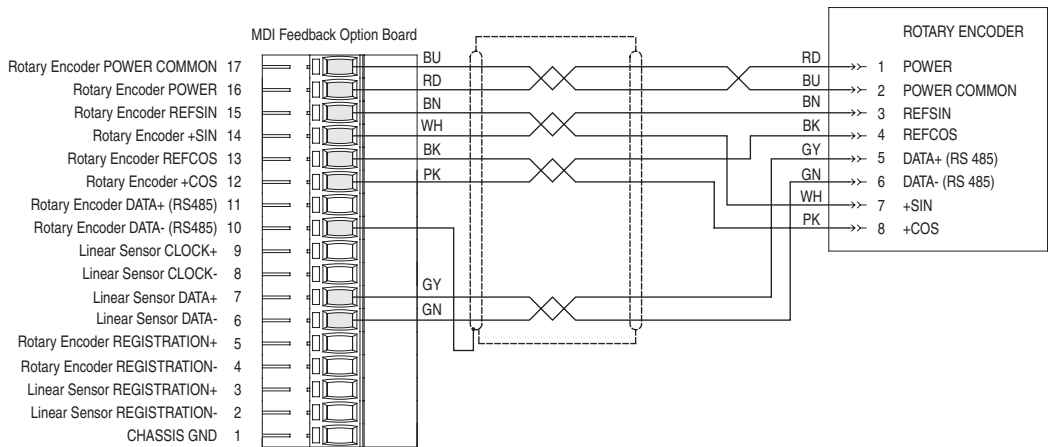 MDI Feedback Option Board
Rotary Encoder POWER COMMON 17
Rotary Encoder POWER 16
Rotary Encoder REFSIN 15
Rotary Encoder +SIN 14
Rotary Encoder REFCOS 13
Rotary Encoder +COS 12
Rotary Encoder DATA+ (RS485) 11
Rotary Encoder DATA- (RS485) 10
Linear Sensor CLOCK+ 9
Linear Sensor CLOCK- 8
Linear Sensor DATA+ 7
Linear Sensor DATA- 6
Rotary Encoder REGISTRATION+ 5
Rotary Encoder REGISTRATION- 4
Linear Sensor REGISTRATION+ 3
Linear Sensor REGISTRATION- 2
CHASSIS GND 1
BU
RD
BN
WH
BK
PK
GY
GN
ROTARY ENCODER
RD 1 POWER
BU 2 POWER COMMON
BN 3 REFSIN
BK 4 REFCOS
GY 5 DATA+ (RS 485)
GN 6 DATA- (RS 485)
WH 7 +SIN
PK 8 +COS